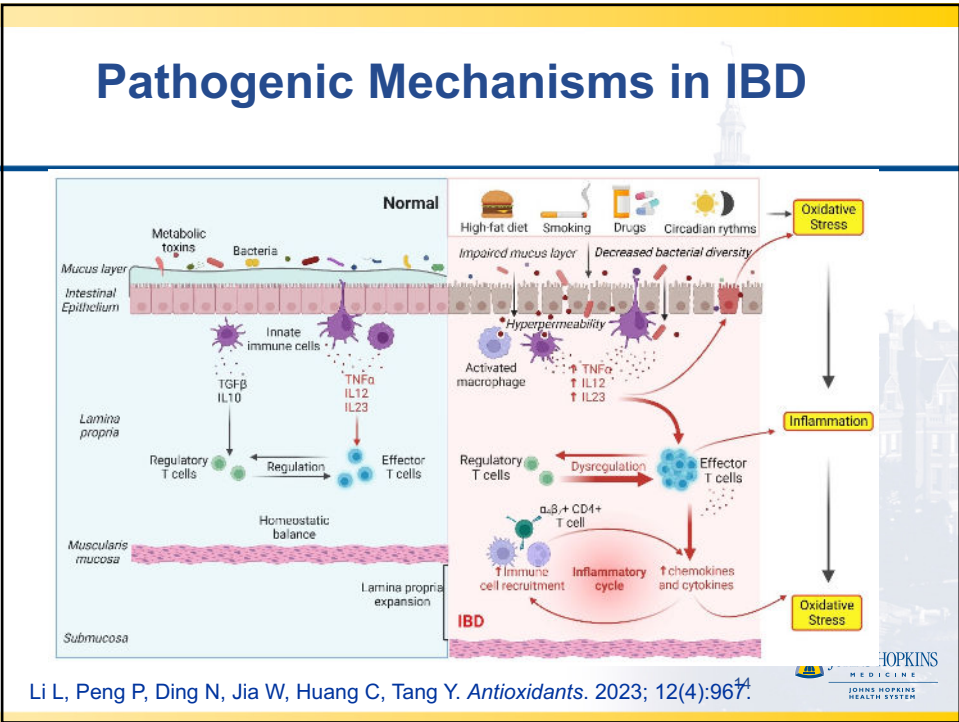 Pathogenic Mechanisms in IBD
Normal
Metabolic
toxins
Bacteria
Mucus layer
Intestinal
Epithelium
Innate
immune cells
TGFβ
IL10
TNFα
IL12
IL23
Lamina
propria
Regulatory
T cells
Regulation
Effector
T cells
Homeostatic
balance
Muscularis
mucosa
Lamina propria
expansion
Submucosa
High-fat diet
Smoking
Drugs
Circadian rythms
Impaired mucus layer
Decreased bacterial diversity
Hyperpermeability
Activated
macrophage
↑ TNFα
↑ IL12
↑ IL23
Regulatory
T cells
Dysregulation
Effector
T cells
α₄β₇+ CD4+
T cell
↑ Immune
cell recruitment
Inflammatory
cycle
↑ chemokines
and cytokines
IBD
Oxidative
Stress
Inflammation
Oxidative
Stress
Li L, Peng P, Ding N, Jia W, Huang C, Tang Y. Antioxidants. 2023; 12(4):967.
14
HOPKINS
MEDICINE
JOHNS HOPKINS
HEALTH SYSTEM